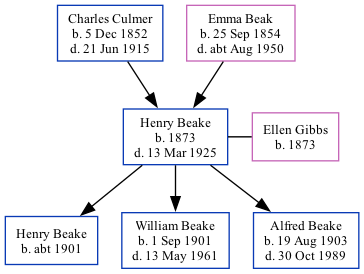 Charles Culmer
b. 5 Dec 1852
d. 21 Jun 1915
Emma Beak
b. 25 Sep 1854
d. abt Aug 1950
Henry Beake
b. 1873
d. 13 Mar 1925
Ellen Gibbs
b. 1873
Henry Beake
b. abt 1901
William Beake
b. 1 Sep 1901
d. 13 May 1961
Alfred Beake
b. 19 Aug 1903
d. 30 Oct 1989